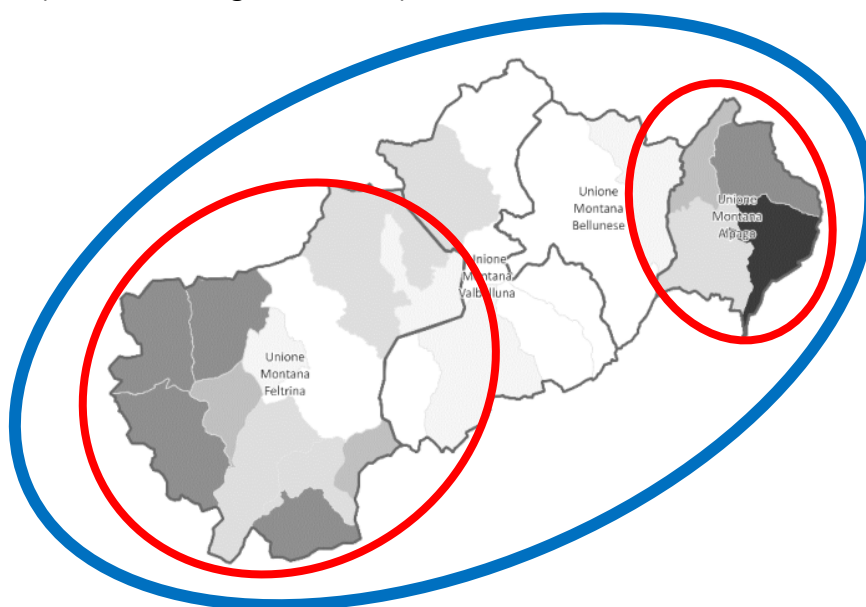 Unione
Montana
Feltrina
Unione
Montana
Valbelluna
Unione
Montana
Bellunese
Unione
Montana
Alpago